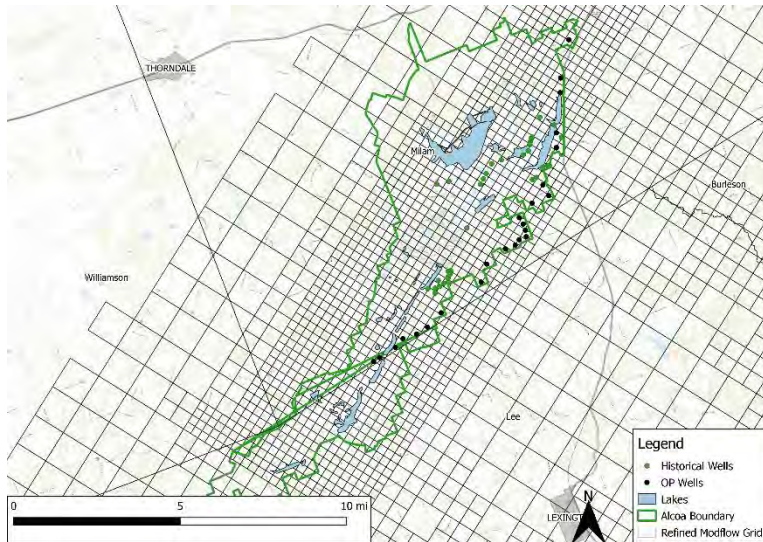 THORNDALE
Milam
Burleson
Williamson
Lee
LEXINGTON
N
0 5 10 mi
Legend
Historical Wells
OP Wells
Lakes
Alcoa Boundary
Refined Modflow Grid